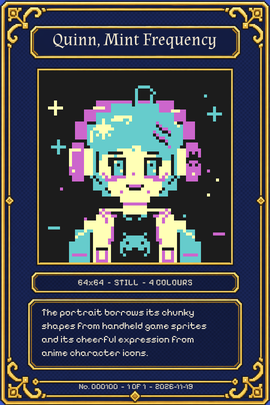 Quinn, Mint Frequency
64x64 - STILL - 4 COLOURS
The portrait borrows its chunky
shapes from handheld game sprites
and its cheerful expression from
anime character icons.
No. 000100 - 1 OF 1 - 2026-11-19